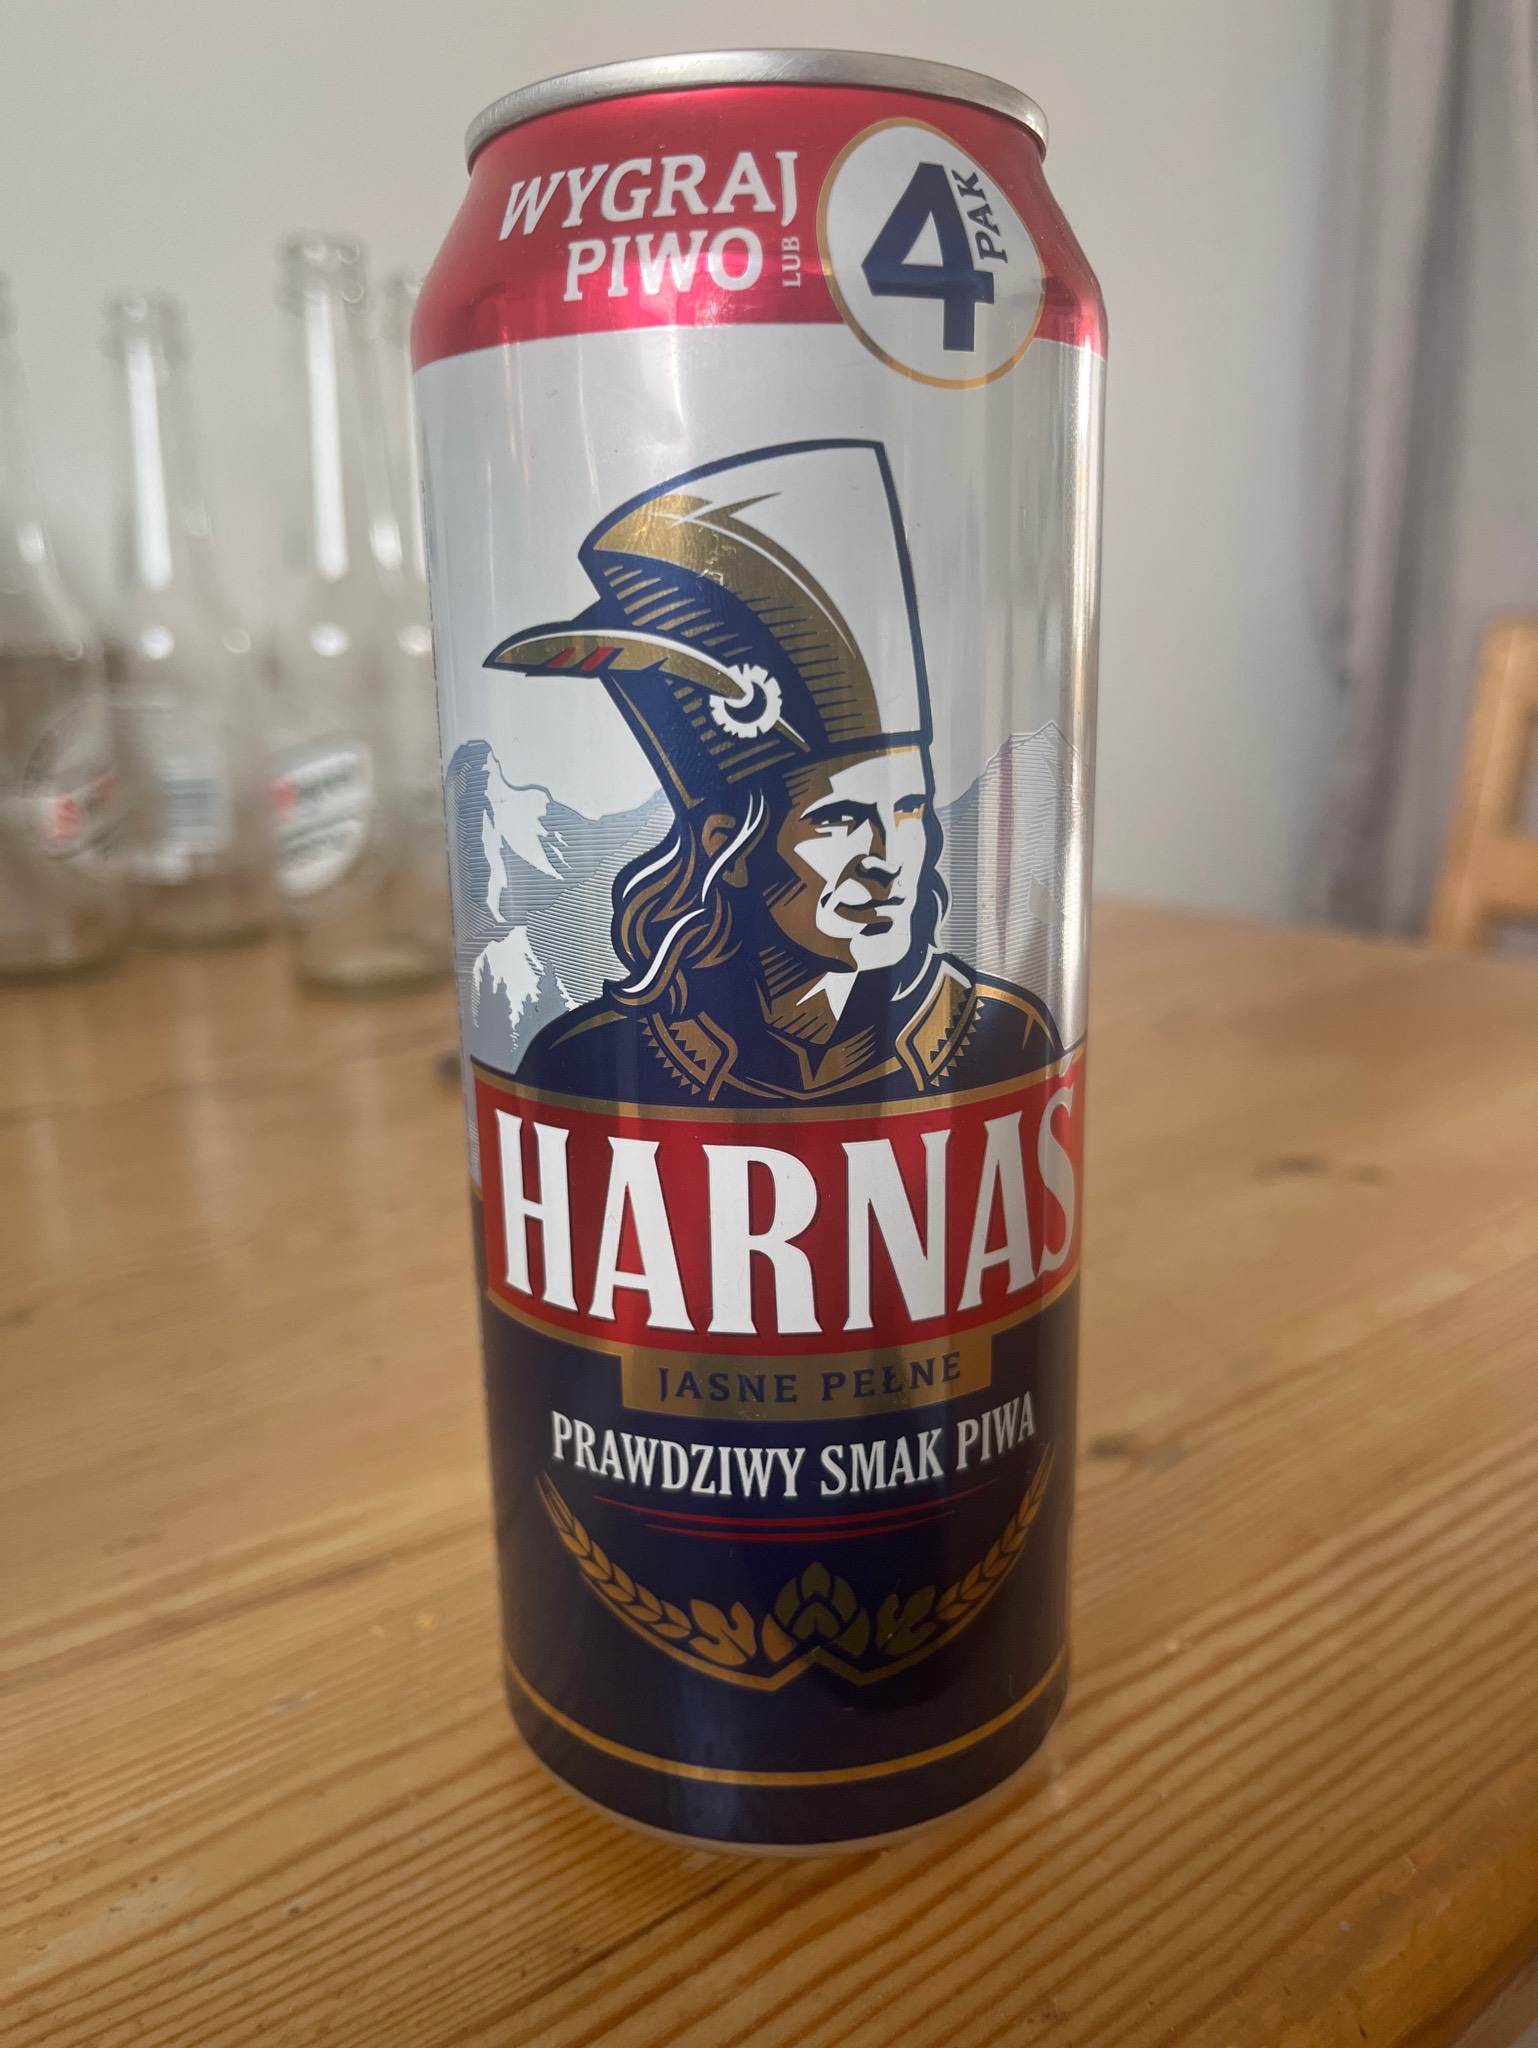 WYGRAJ
PIWO LUB
4 PAK
HARNAŚ
JASNE PEŁNE
PRAWDZIWY SMAK PIWA